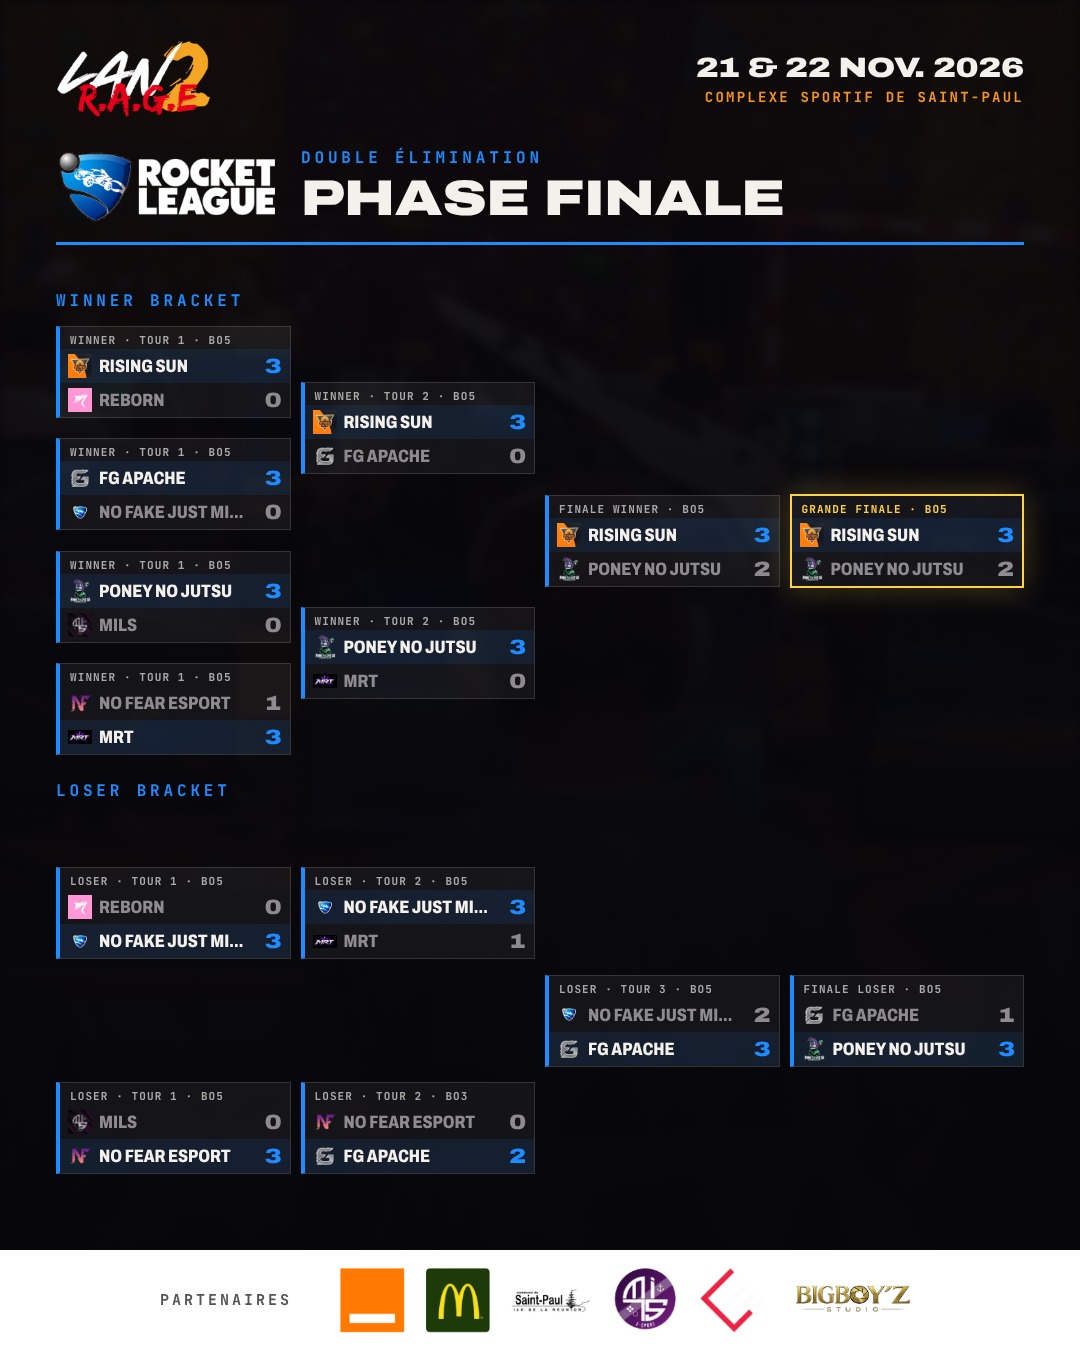 LAN2
R.A.G.E
21 & 22 NOV. 2026
COMPLEXE SPORTIF DE SAINT-PAUL
ROCKET
LEAGUE
DOUBLE ÉLIMINATION
PHASE FINALE
WINNER BRACKET
WINNER · TOUR 1 · BO5
RISING SUN 3
REBORN 0
WINNER · TOUR 1 · BO5
FG APACHE 3
NO FAKE JUST MI... 0
WINNER · TOUR 1 · BO5
PONEY NO JUTSU 3
MILS 0
WINNER · TOUR 1 · BO5
NO FEAR ESPORT 1
MRT 3
WINNER · TOUR 2 · BO5
RISING SUN 3
FG APACHE 0
WINNER · TOUR 2 · BO5
PONEY NO JUTSU 3
MRT 0
FINALE WINNER · BO5
RISING SUN 3
PONEY NO JUTSU 2
GRANDE FINALE · BO5
RISING SUN 3
PONEY NO JUTSU 2
LOSER BRACKET
LOSER · TOUR 1 · BO5
REBORN 0
NO FAKE JUST MI... 3
LOSER · TOUR 1 · BO5
MILS 0
NO FEAR ESPORT 3
LOSER · TOUR 2 · BO5
NO FAKE JUST MI... 3
MRT 1
LOSER · TOUR 2 · BO3
NO FEAR ESPORT 0
FG APACHE 2
LOSER · TOUR 3 · BO5
NO FAKE JUST MI... 2
FG APACHE 3
FINALE LOSER · BO5
FG APACHE 1
PONEY NO JUTSU 3
PARTENAIRES
Saint-Paul
ILE DE LA RÉUNION
E-SPORT
BIGBOY'Z
STUDIO